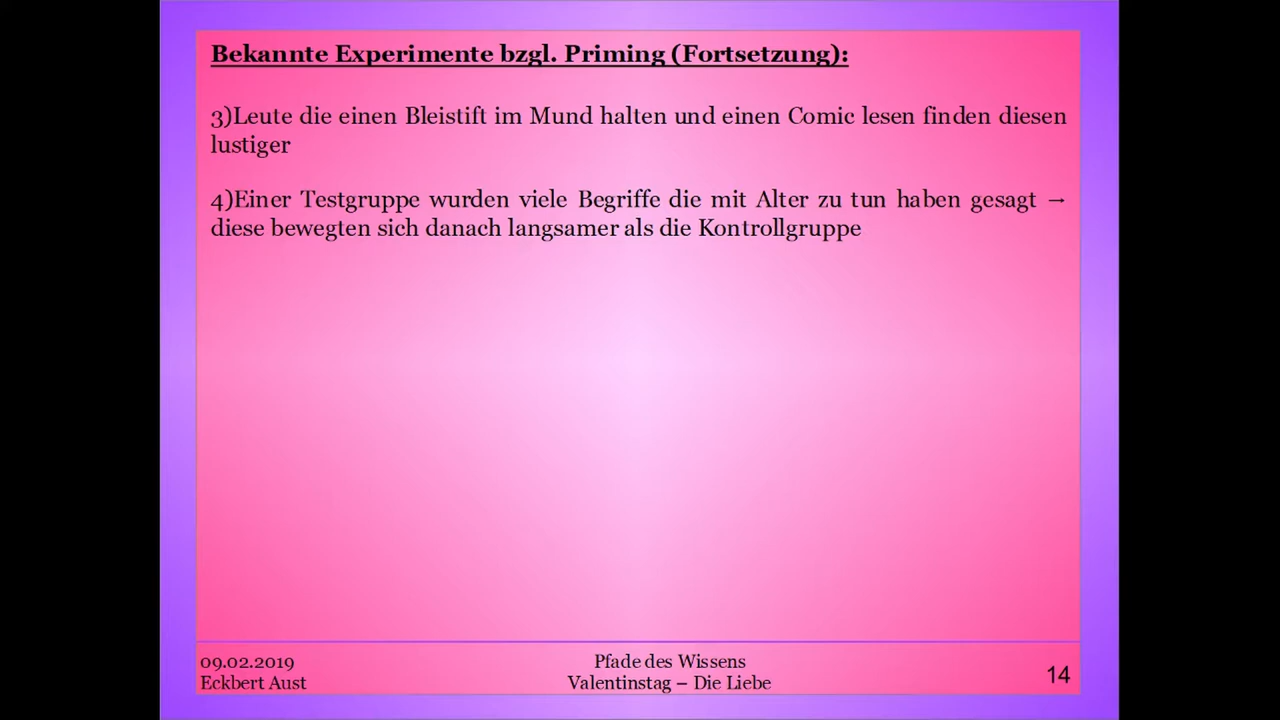 Bekannte Experimente bzgl. Priming (Fortsetzung):
3)Leute die einen Bleistift im Mund halten und einen Comic lesen finden diesen
lustiger
4)Einer Testgruppe wurden viele Begriffe die mit Alter zu tun haben gesagt →
diese bewegten sich danach langsamer als die Kontrollgruppe
09.02.2019
Eckbert Aust
Pfade des Wissens
Valentinstag – Die Liebe
14